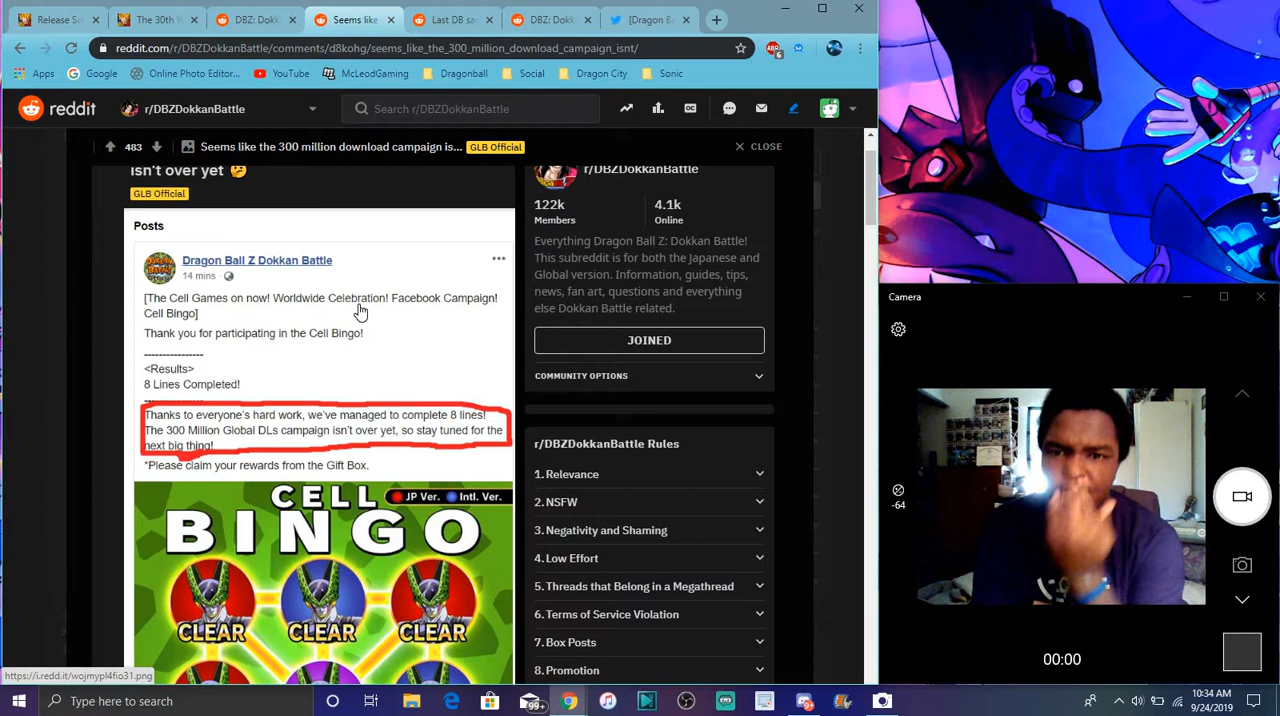 Release Sc
The 30th W
DBZ: Dokk
Seems like
Last DB sa
DBZ: Dokk
[Dragon Ba
reddit.com/r/DBZDokkanBattle/comments/d8kohg/seems_like_the_300_million_download_campaign_isnt/
ABP
6
Apps
Google
Online Photo Editor...
YouTube
McLeodGaming
Dragonball
Social
Dragon City
Sonic
reddit
r/DBZDokkanBattle
Search r/DBZDokkanBattle
483
Seems like the 300 million download campaign is...
GLB Official
CLOSE
isn't over yet 🤔
GLB Official
Posts
Dragon Ball Z Dokkan Battle
14 mins
[The Cell Games on now! Worldwide Celebration! Facebook Campaign!
Cell Bingo]
Thank you for participating in the Cell Bingo!
----------------
<Results>
8 Lines Completed!
----------------
Thanks to everyone's hard work, we've managed to complete 8 lines!
The 300 Million Global DLs campaign isn't over yet, so stay tuned for the
next big thing!
*Please claim your rewards from the Gift Box.
CELL
JP Ver.
Intl. Ver.
BINGO
CLEAR
CLEAR
CLEAR
r/DBZDokkanBattle
122k
4.1k
Members
Online
Everything Dragon Ball Z: Dokkan Battle!
This subreddit is for both the Japanese and
Global version. Information, guides, tips,
news, fan art, questions and everything
else Dokkan Battle related.
JOINED
COMMUNITY OPTIONS
r/DBZDokkanBattle Rules
1. Relevance
2. NSFW
3. Negativity and Shaming
4. Low Effort
5. Threads that Belong in a Megathread
6. Terms of Service Violation
7. Box Posts
8. Promotion
https://i.redd.it/wojmypl4fio31.png
Camera
-64
00:00
Type here to search
99+
9+
10:34 AM
9/24/2019